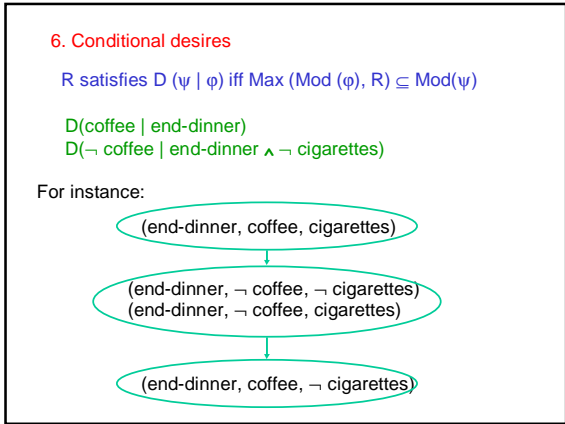 6. Conditional desires
R satisfies D (ψ | φ) iff Max (Mod (φ), R) ⊆ Mod(ψ)
D(coffee | end-dinner)
D(¬ coffee | end-dinner ∧ ¬ cigarettes)
For instance:
(end-dinner, coffee, cigarettes)
(end-dinner, ¬ coffee, ¬ cigarettes)
(end-dinner, ¬ coffee, cigarettes)
(end-dinner, coffee, ¬ cigarettes)